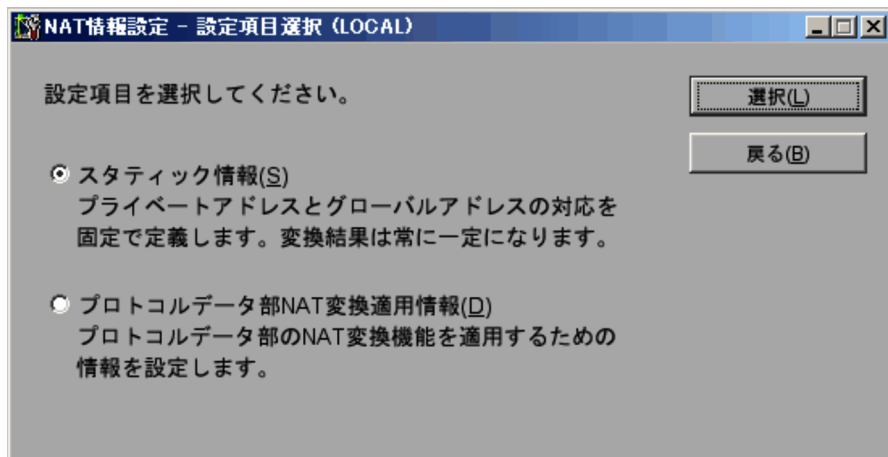 NAT情報設定 - 設定項目選択 (LOCAL)
設定項目を選択してください。
選択(L)
戻る(B)
スタティック情報(S)
プライベートアドレスとグローバルアドレスの対応を
固定で定義します。変換結果は常に一定になります。
プロトコルデータ部NAT変換適用情報(D)
プロトコルデータ部のNAT変換機能を適用するための
情報を設定します。